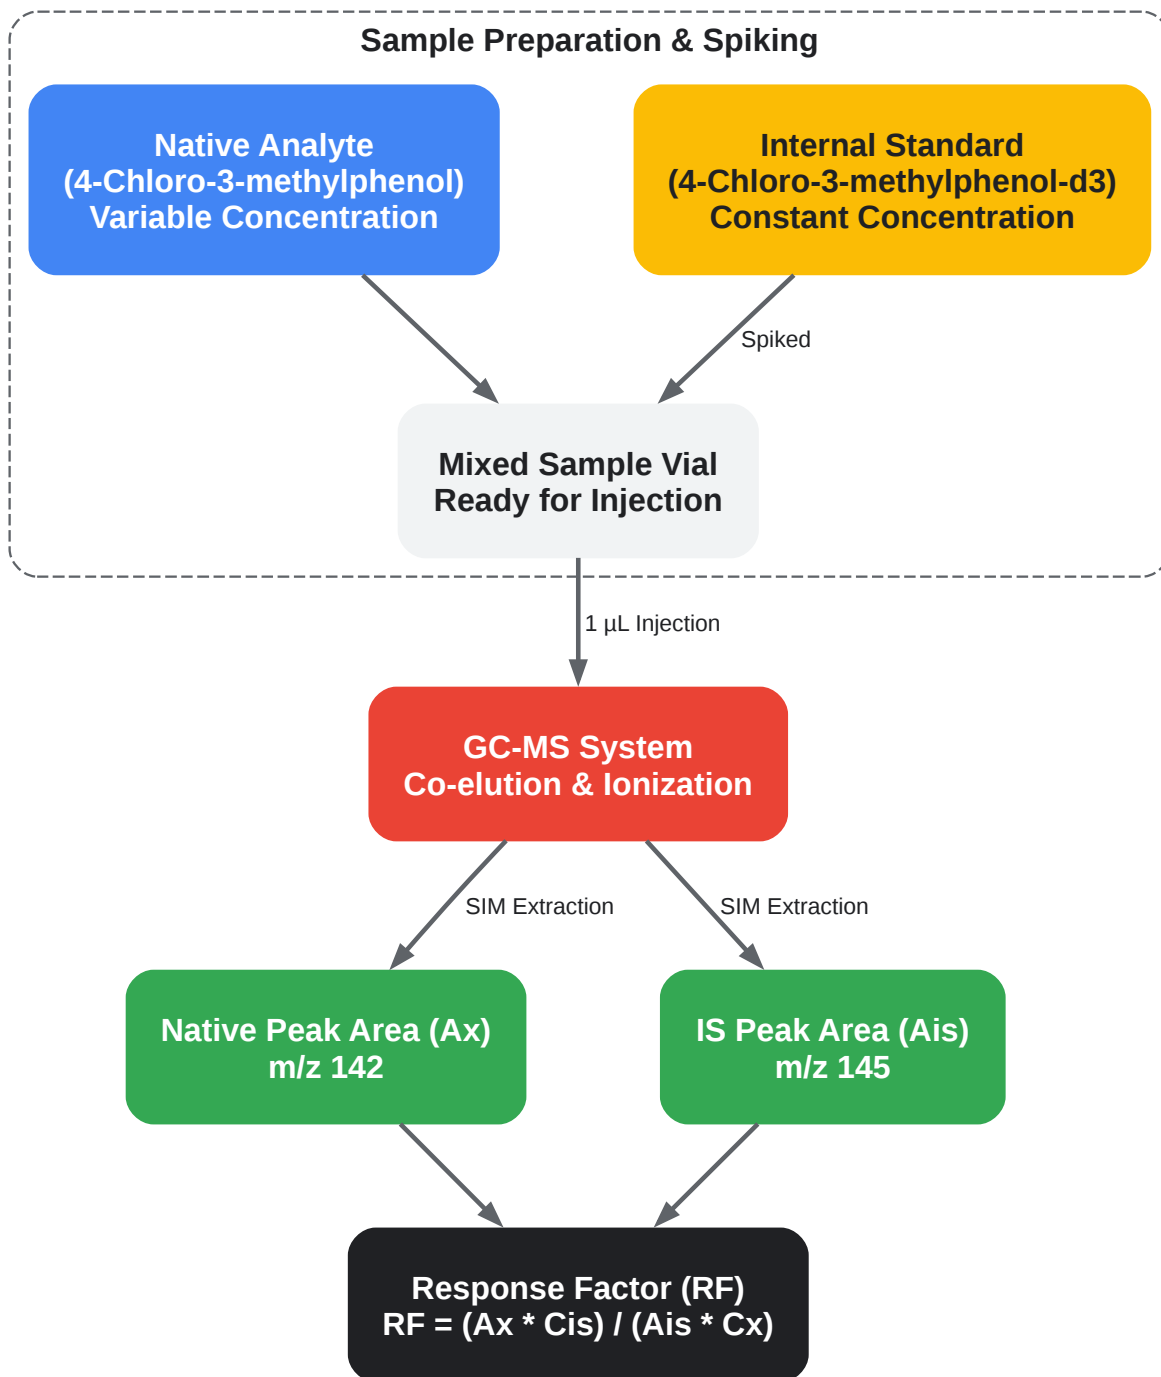 Sample Preparation & Spiking
Native Analyte
(4-Chloro-3-methylphenol)
Variable Concentration
Internal Standard
(4-Chloro-3-methylphenol-d3)
Constant Concentration
Spiked
Mixed Sample Vial
Ready for Injection
1 µL Injection
GC-MS System
Co-elution & Ionization
SIM Extraction
SIM Extraction
Native Peak Area (Ax)
m/z 142
IS Peak Area (Ais)
m/z 145
Response Factor (RF)
RF = (Ax * Cis) / (Ais * Cx)